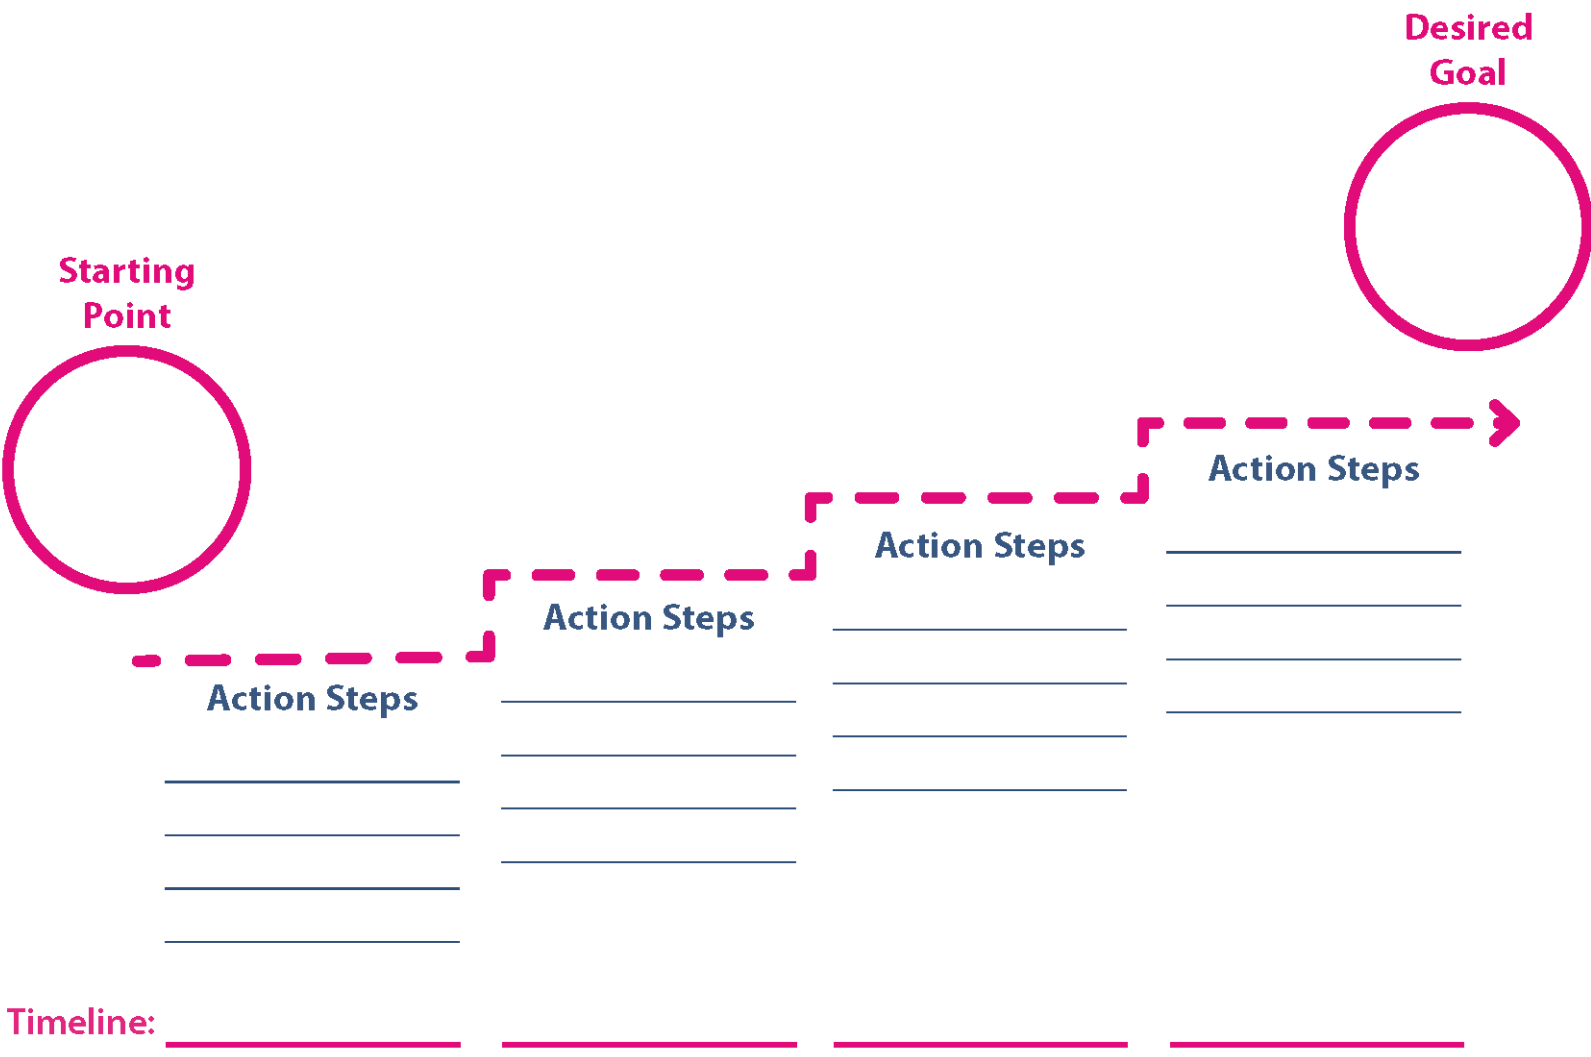 Desired
Goal
Starting
Point
Action Steps
Action Steps
Action Steps
Action Steps
Timeline: